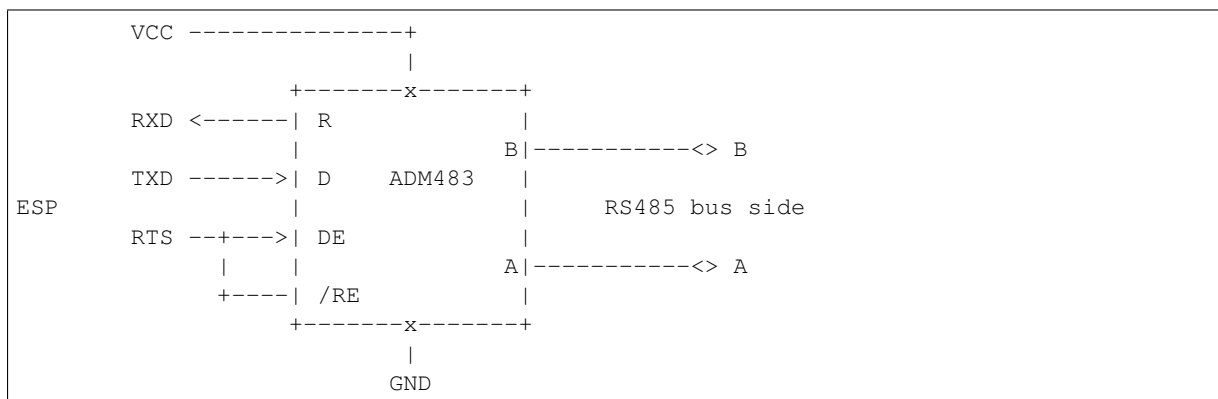 VCC ---------------+
|
+-------x-------+
RXD <------| R |
| B|-----------<> B
TXD ------>| D ADM483 |
ESP | | RS485 bus side
RTS --+--->| DE |
| | A|-----------<> A
+----| /RE |
+-------x-------+
|
GND